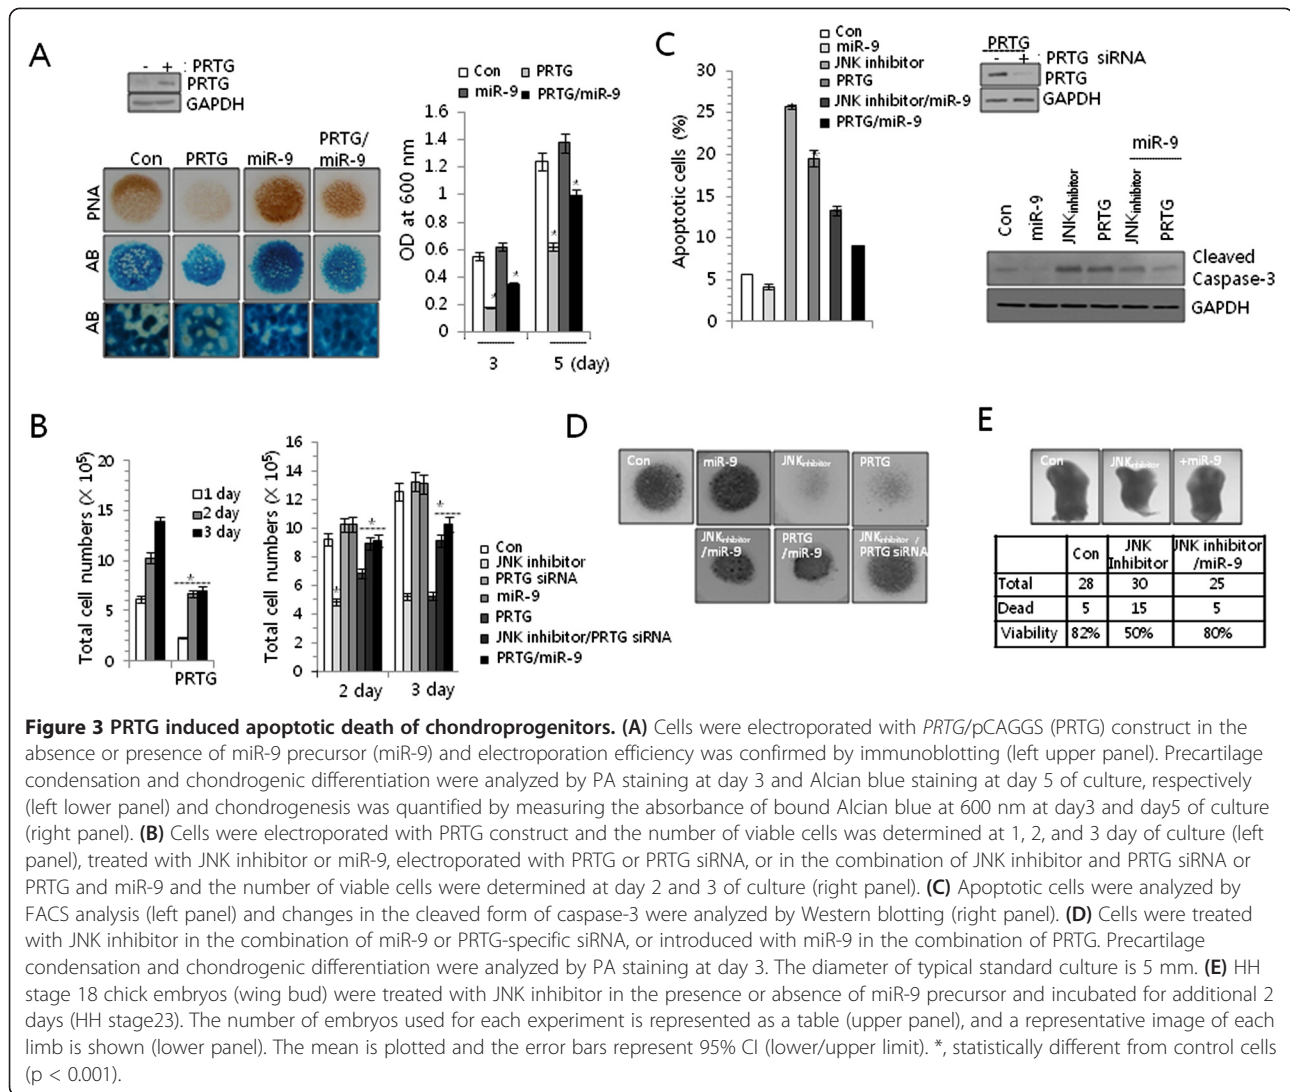 A
- + : PRTG
PRTG
GAPDH
Con PRTG miR-9 PRTG/
miR-9
PNA
AB
AB
Con PRTG
miR-9 PRTG/miR-9
OD at 600 nm
1.6
1.4
1.2
1
0.8
0.6
0.4
0.2
0
* * * *
3 5 (day)
C
Con
miR-9
JNK inhibitor
PRTG
JNK inhibitor/miR-9
PRTG/miR-9
Apoptotic cells (%)
30
25
20
15
10
5
0
PRTG
- + : PRTG siRNA
PRTG
GAPDH
miR-9
Con
miR-9
JNKinhibitor
PRTG
JNKinhibitor
PRTG
Cleaved
Caspase-3
GAPDH
B
Total cell numbers (X 10⁵)
20
15
10
5
0
1 day
2 day
3 day
*
PRTG
Total cell numbers (X 10⁵)
16
14
12
10
8
6
4
2
0
* * *
2 day 3 day
Con
JNK inhibitor
PRTG siRNA
miR-9
PRTG
JNK inhibitor/PRTG siRNA
PRTG/miR-9
D
Con miR-9 JNKinhibitor PRTG
JNKinhibitor
/miR-9
PRTG
/miR-9
JNKinhibitor /
PRTG siRNA
E
Con JNKinhibitor +miR-9
Con JNK Inhibitor JNK inhibitor /miR-9
Total 28 30 25
Dead 5 15 5
Viability 82% 50% 80%
Figure 3 PRTG induced apoptotic death of chondroprogenitors. (A) Cells were electroporated with PRTG/pCAGGS (PRTG) construct in the
absence or presence of miR-9 precursor (miR-9) and electroporation efficiency was confirmed by immunoblotting (left upper panel). Precartilage
condensation and chondrogenic differentiation were analyzed by PA staining at day 3 and Alcian blue staining at day 5 of culture, respectively
(left lower panel) and chondrogenesis was quantified by measuring the absorbance of bound Alcian blue at 600 nm at day3 and day5 of culture
(right panel). (B) Cells were electroporated with PRTG construct and the number of viable cells was determined at 1, 2, and 3 day of culture (left
panel), treated with JNK inhibitor or miR-9, electroporated with PRTG or PRTG siRNA, or in the combination of JNK inhibitor and PRTG siRNA or
PRTG and miR-9 and the number of viable cells were determined at day 2 and 3 of culture (right panel). (C) Apoptotic cells were analyzed by
FACS analysis (left panel) and changes in the cleaved form of caspase-3 were analyzed by Western blotting (right panel). (D) Cells were treated
with JNK inhibitor in the combination of miR-9 or PRTG-specific siRNA, or introduced with miR-9 in the combination of PRTG. Precartilage
condensation and chondrogenic differentiation were analyzed by PA staining at day 3. The diameter of typical standard culture is 5 mm. (E) HH
stage 18 chick embryos (wing bud) were treated with JNK inhibitor in the presence or absence of miR-9 precursor and incubated for additional 2
days (HH stage23). The number of embryos used for each experiment is represented as a table (upper panel), and a representative image of each
limb is shown (lower panel). The mean is plotted and the error bars represent 95% CI (lower/upper limit). *, statistically different from control cells
(p < 0.001).